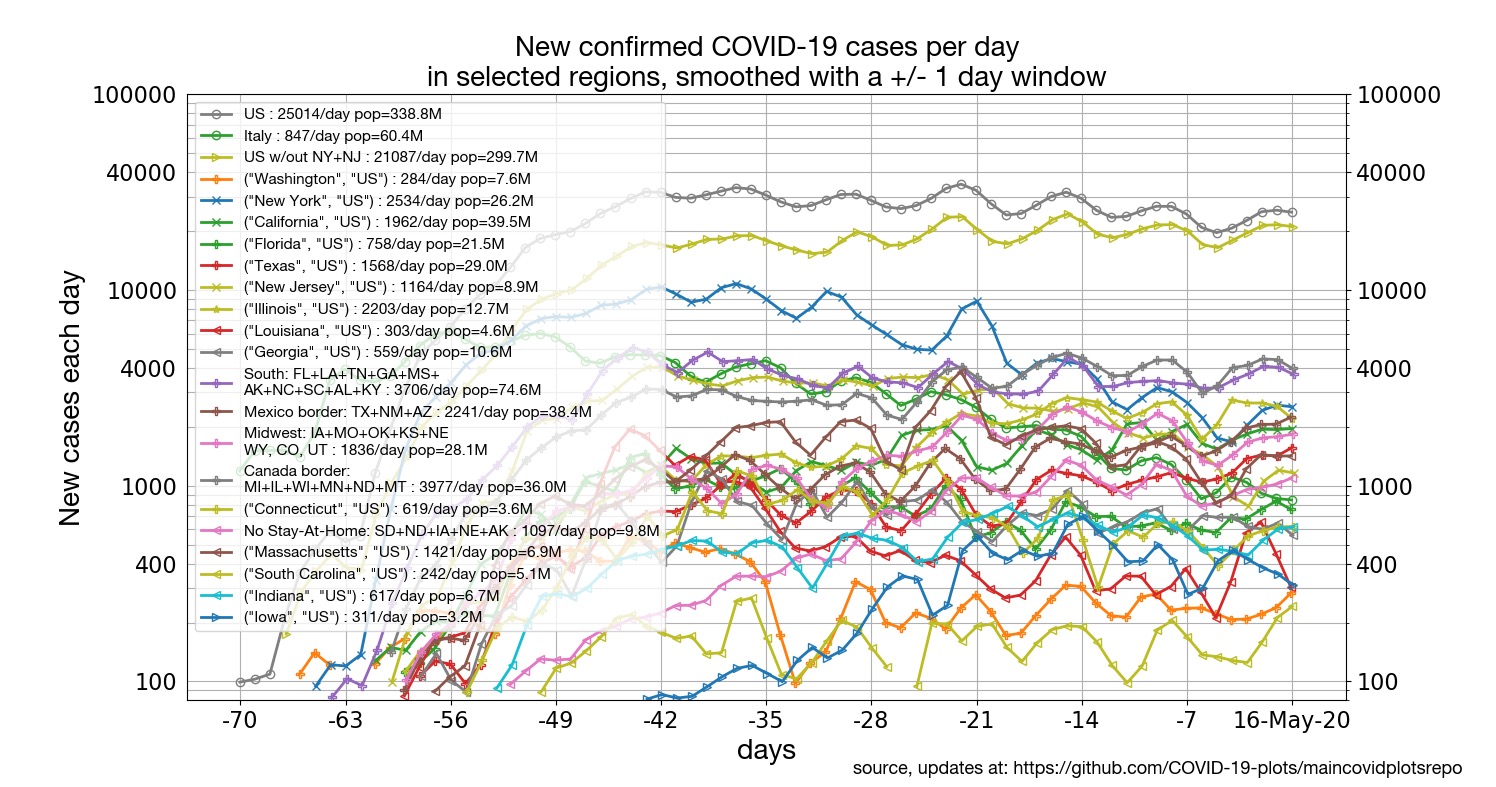 New confirmed COVID-19 cases per day
in selected regions, smoothed with a +/- 1 day window
100000
40000
10000
4000
1000
400
100
New cases each day
US : 25014/day pop=338.8M
Italy : 847/day pop=60.4M
US w/out NY+NJ : 21087/day pop=299.7M
("Washington", "US") : 284/day pop=7.6M
("New York", "US") : 2534/day pop=26.2M
("California", "US") : 1962/day pop=39.5M
("Florida", "US") : 758/day pop=21.5M
("Texas", "US") : 1568/day pop=29.0M
("New Jersey", "US") : 1164/day pop=8.9M
("Illinois", "US") : 2203/day pop=12.7M
("Louisiana", "US") : 303/day pop=4.6M
("Georgia", "US") : 559/day pop=10.6M
South: FL+LA+TN+GA+MS+
AK+NC+SC+AL+KY : 3706/day pop=74.6M
Mexico border: TX+NM+AZ : 2241/day pop=38.4M
Midwest: IA+MO+OK+KS+NE
WY, CO, UT : 1836/day pop=28.1M
Canada border:
MI+IL+WI+MN+ND+MT : 3977/day pop=36.0M
("Connecticut", "US") : 619/day pop=3.6M
No Stay-At-Home: SD+ND+IA+NE+AK : 1097/day pop=9.8M
("Massachusetts", "US") : 1421/day pop=6.9M
("South Carolina", "US") : 242/day pop=5.1M
("Indiana", "US") : 617/day pop=6.7M
("Iowa", "US") : 311/day pop=3.2M
100000
40000
10000
4000
1000
400
100
-70 -63 -56 -49 -42 -35 -28 -21 -14 -7 16-May-20
days
source, updates at: https://github.com/COVID-19-plots/maincovidplotsrepo